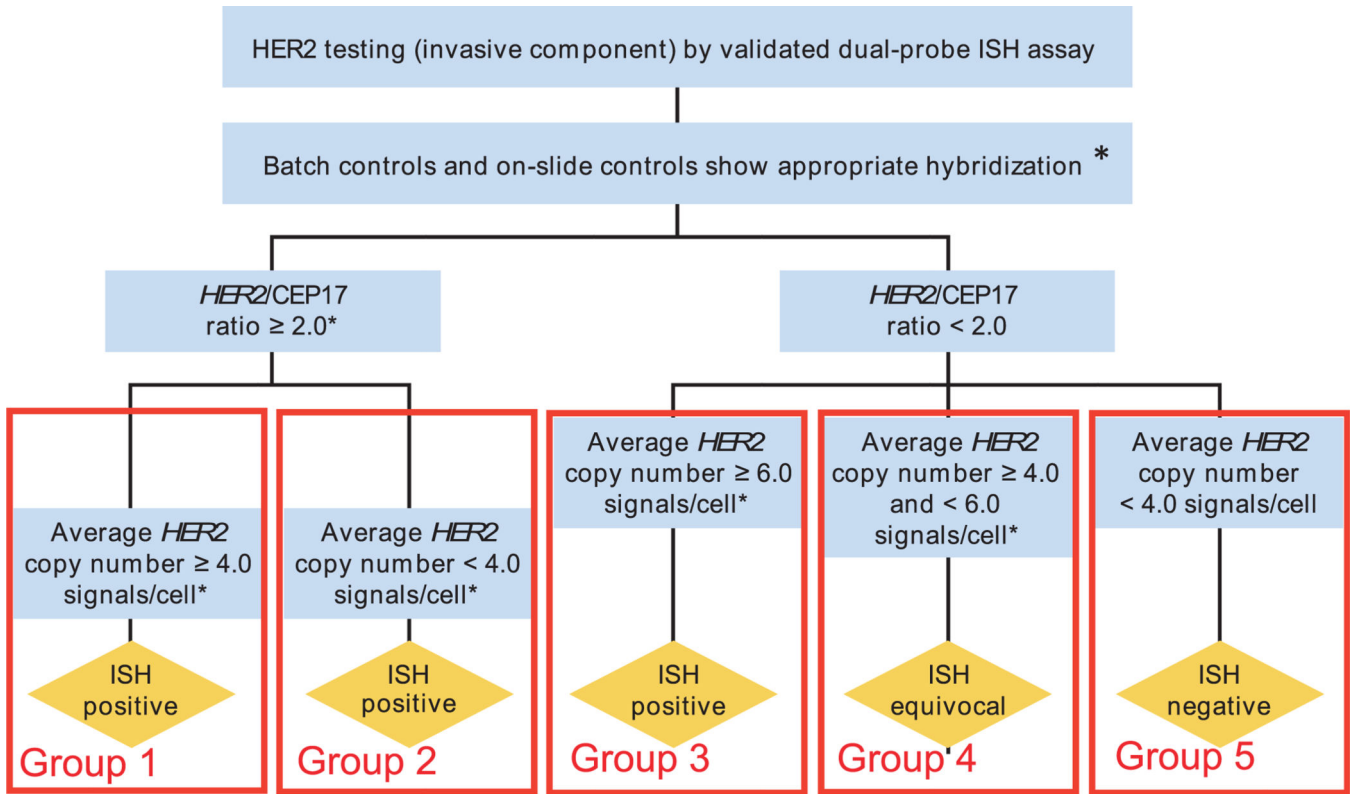 HER2 testing (invasive component) by validated dual-probe ISH assay
Batch controls and on-slide controls show appropriate hybridization *
HER2/CEP17
ratio ≥ 2.0*
HER2/CEP17
ratio < 2.0
Average HER2
copy number ≥ 4.0
signals/cell*
ISH
positive
Group 1
Average HER2
copy number < 4.0
signals/cell*
ISH
positive
Group 2
Average HER2
copy number ≥ 6.0
signals/cell*
ISH
positive
Group 3
Average HER2
copy number ≥ 4.0
and < 6.0
signals/cell*
ISH
equivocal
Group 4
Average HER2
copy number
< 4.0 signals/cell
ISH
negative
Group 5